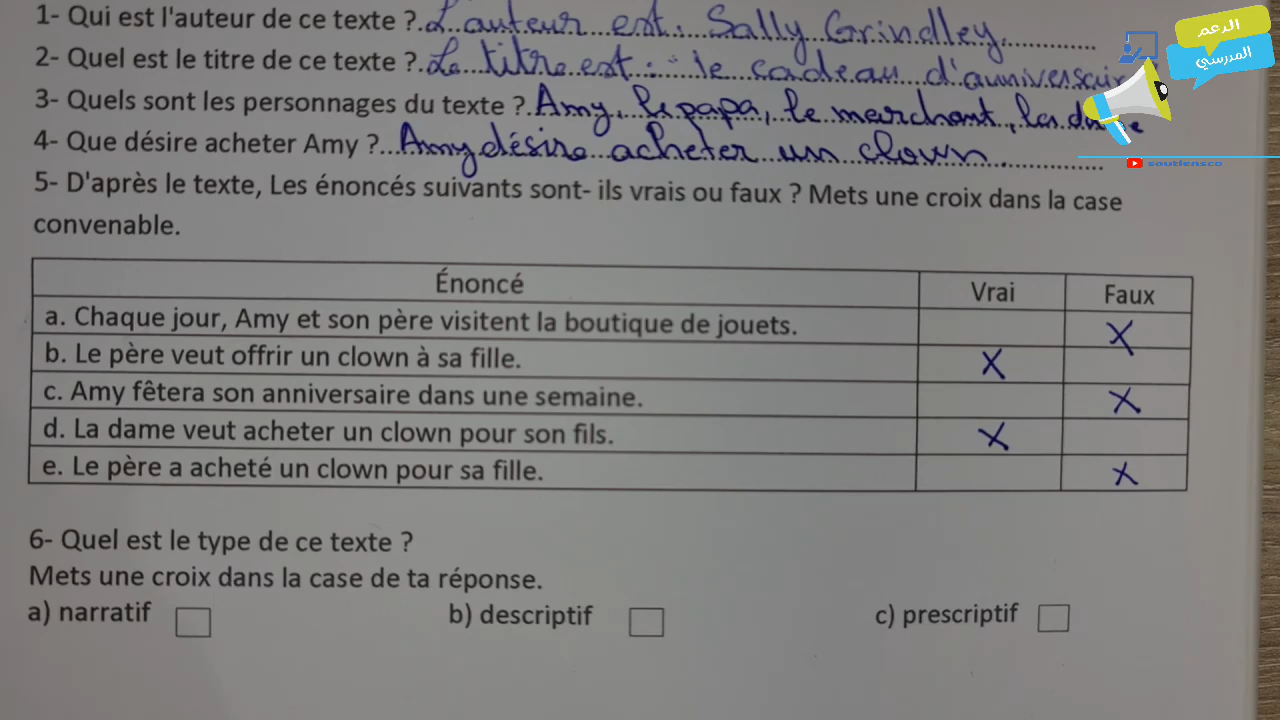 1- Qui est l'auteur de ce texte ? L'auteur est: Sally Grindley
2- Quel est le titre de ce texte ? Le titre est: le cadeau d'anniversaire
3- Quels sont les personnages du texte ? Amy, le papa, le marchant, la dame
4- Que désire acheter Amy ? Amy désire acheter un clown
5- D'après le texte, Les énoncés suivants sont- ils vrais ou faux ? Mets une croix dans la case
convenable.
Énoncé Vrai Faux
a. Chaque jour, Amy et son père visitent la boutique de jouets. X
b. Le père veut offrir un clown à sa fille. X
c. Amy fêtera son anniversaire dans une semaine. X
d. La dame veut acheter un clown pour son fils. X
e. Le père a acheté un clown pour sa fille. X
6- Quel est le type de ce texte ?
Mets une croix dans la case de ta réponse.
a) narratif b) descriptif c) prescriptif
الدعم
المدرسي
soutiensco